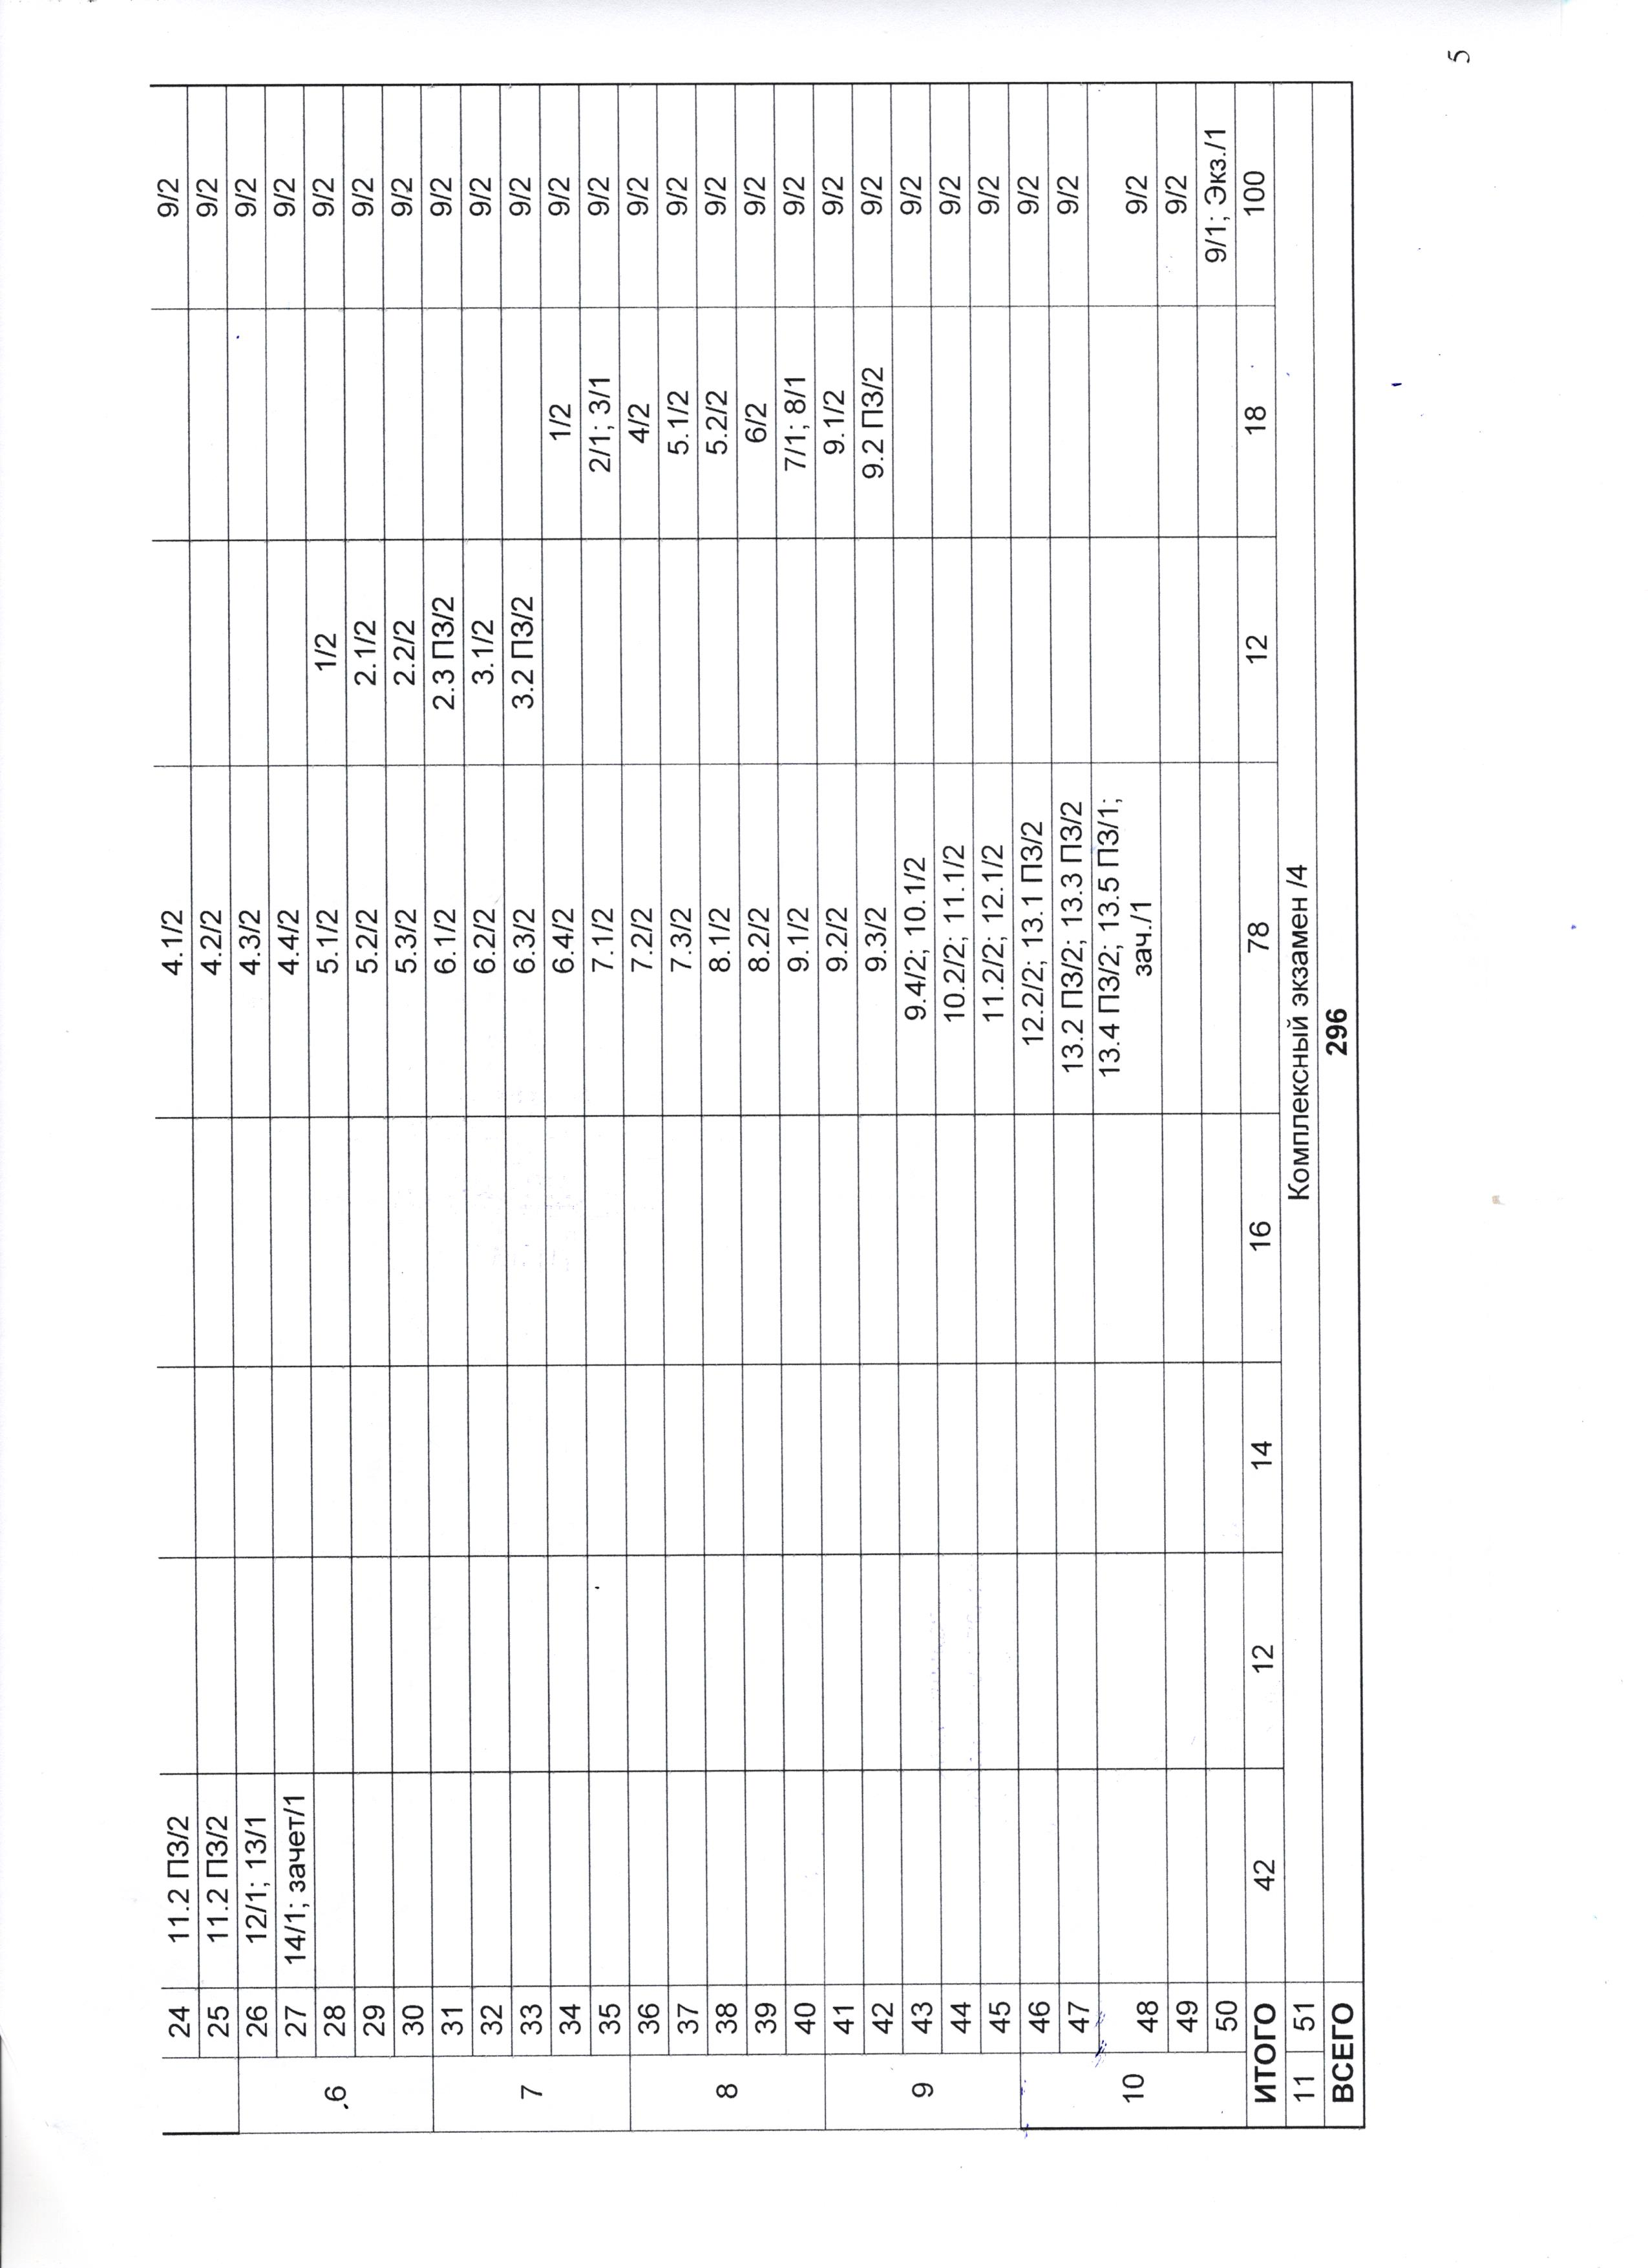 24 11.2 ПЗ/2 4.1/2 9/2
25 11.2 ПЗ/2 4.2/2 9/2
6 26 12/1; 13/1 4.3/2 9/2
27 14/1; зачет/1 4.4/2 9/2
28 5.1/2 1/2 9/2
29 5.2/2 2.1/2 9/2
30 5.3/2 2.2/2 9/2
7 31 6.1/2 2.3 ПЗ/2 9/2
32 6.2/2 3.1/2 9/2
33 6.3/2 3.2 ПЗ/2 9/2
34 6.4/2 1/2 9/2
35 7.1/2 2/1; 3/1 9/2
8 36 7.2/2 4/2 9/2
37 7.3/2 5.1/2 9/2
38 8.1/2 5.2/2 9/2
39 8.2/2 6/2 9/2
40 9.1/2 7/1; 8/1 9/2
9 41 9.2/2 9.1/2 9/2
42 9.3/2 9.2 ПЗ/2 9/2
43 9.4/2; 10.1/2 9/2
44 10.2/2; 11.1/2 9/2
45 11.2/2; 12.1/2 9/2
10 46 12.2/2; 13.1 ПЗ/2 9/2
47 13.2 ПЗ/2; 13.3 ПЗ/2 9/2
13.4 ПЗ/2; 13.5 ПЗ/1;
48 зач./1 9/2
49 9/2
50 9/1; Экз./1
ИТОГО 42 12 14 16 78 12 18 100
11 51 Комплексный экзамен /4
ВСЕГО 296
5